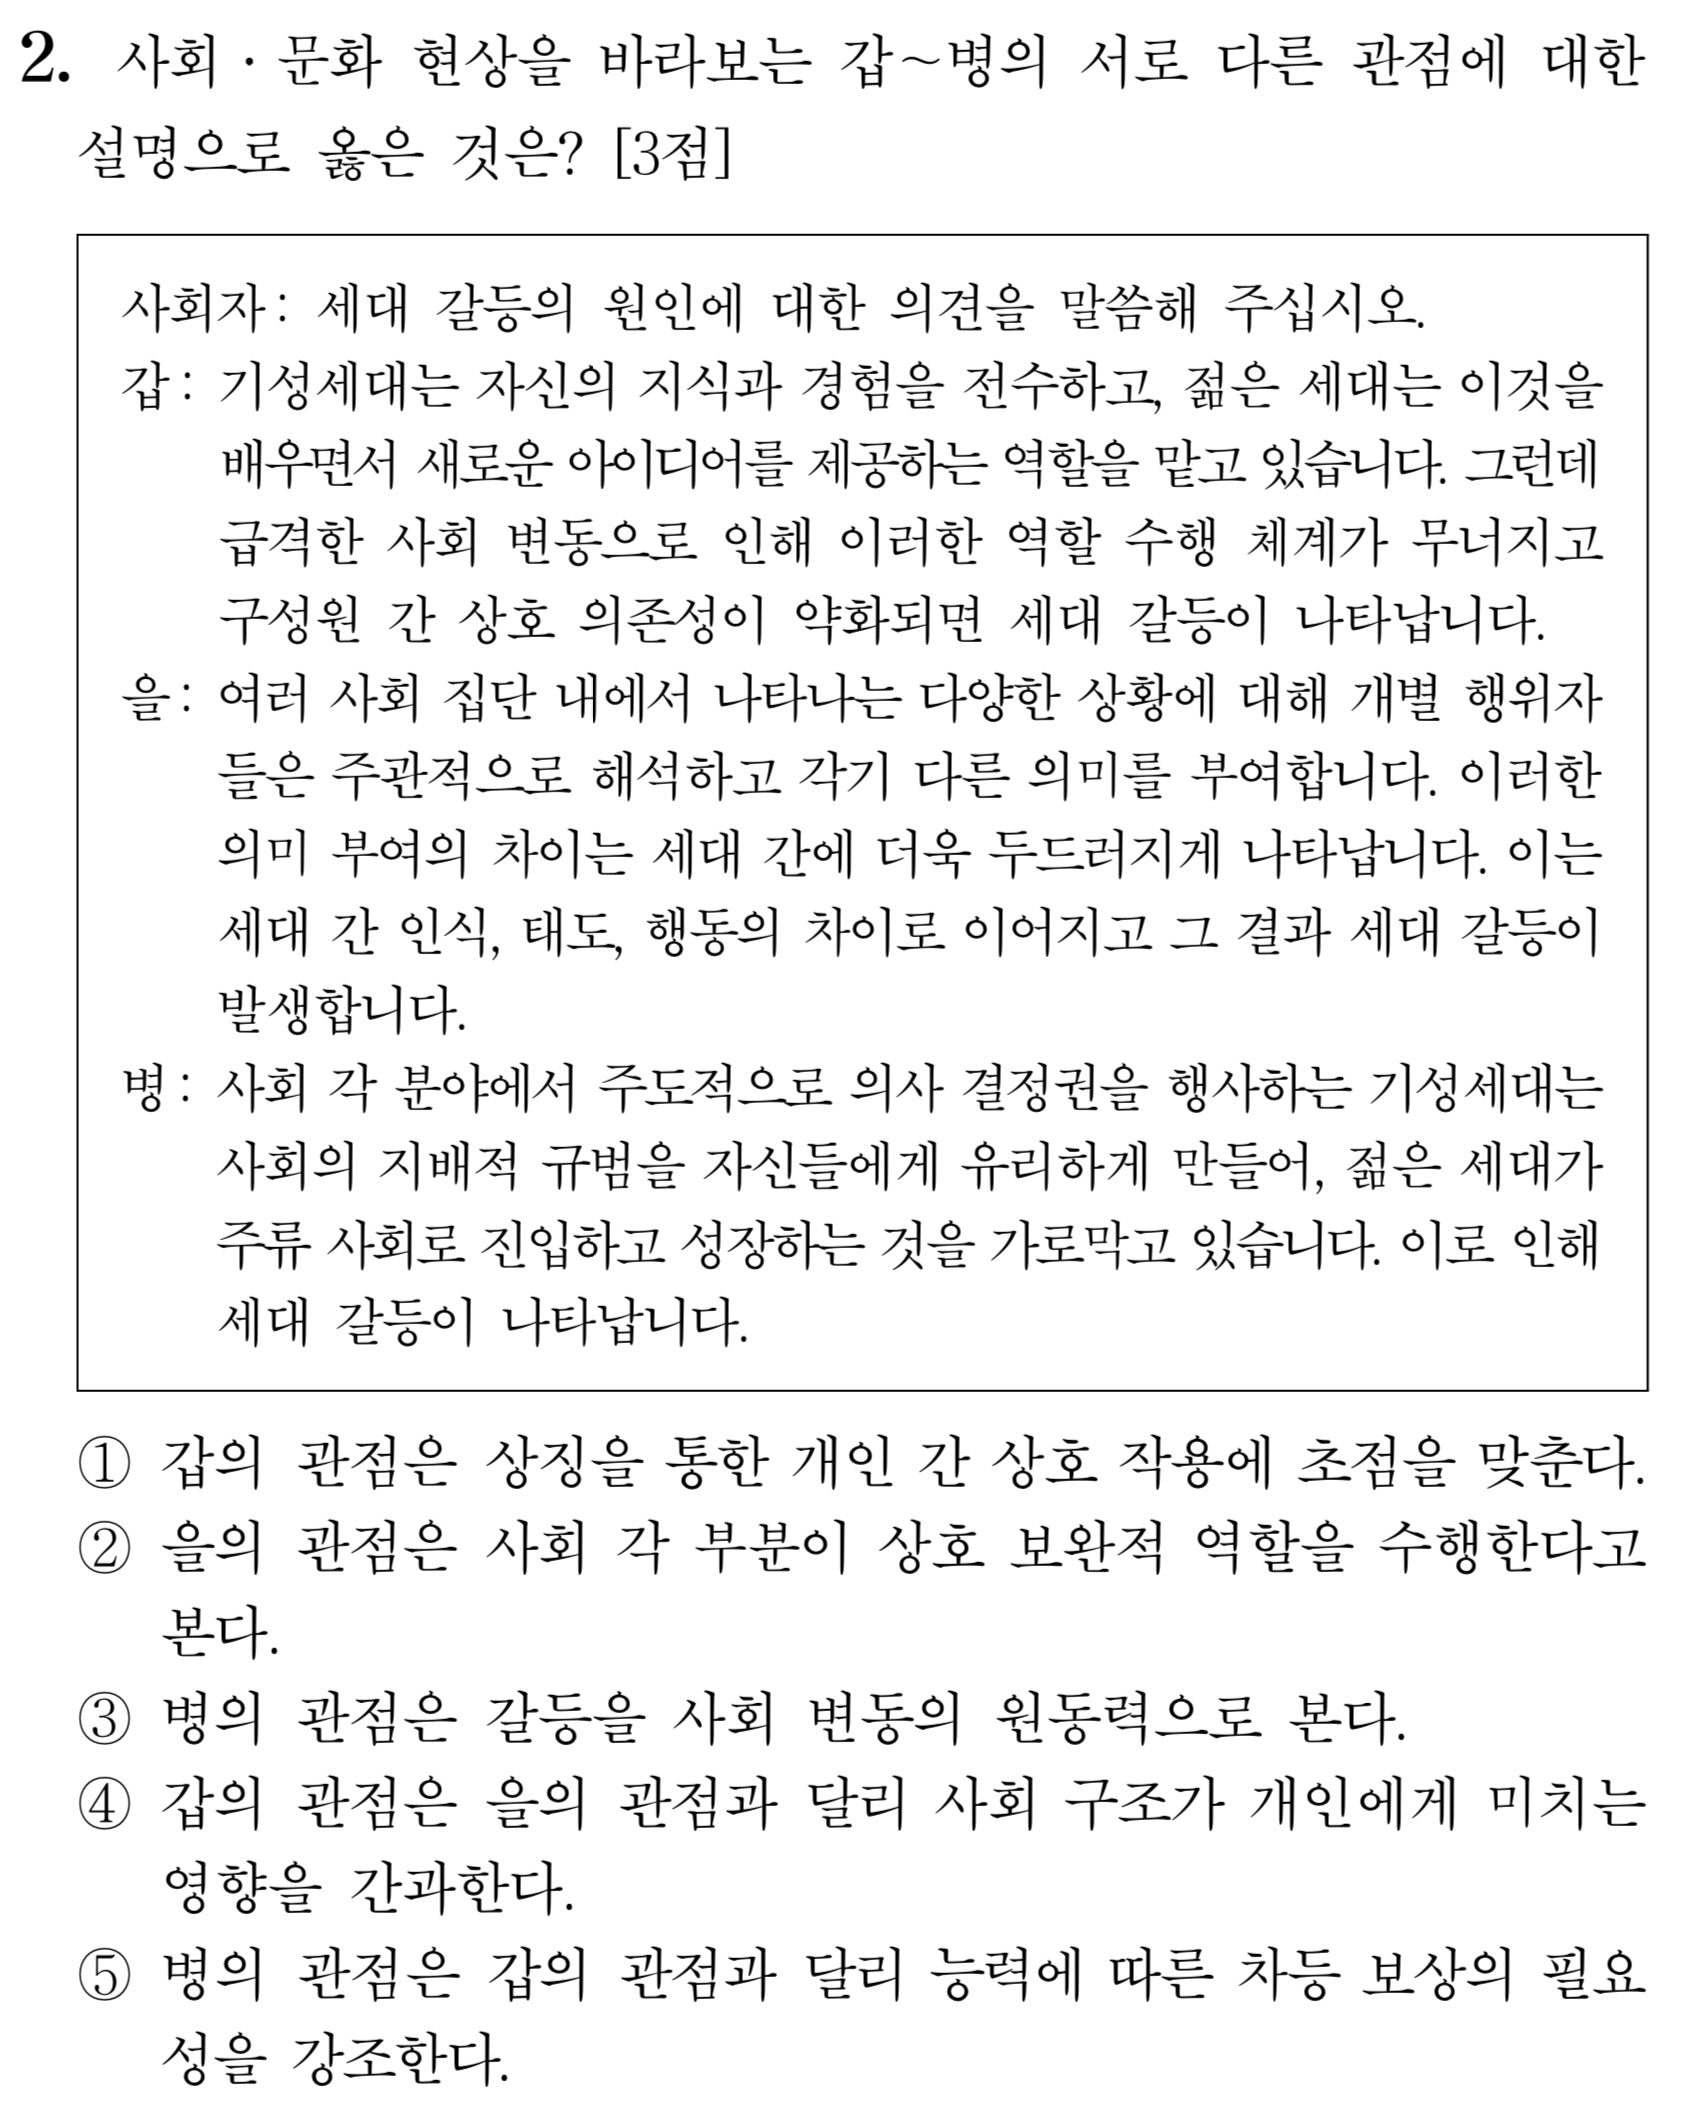 2. 사회 · 문화 현상을 바라보는 갑~병의 서로 다른 관점에 대한
설명으로 옳은 것은? [3점]
사회자: 세대 갈등의 원인에 대한 의견을 말씀해 주십시오.
갑: 기성세대는 자신의 지식과 경험을 전수하고, 젊은 세대는 이것을
배우면서 새로운 아이디어를 제공하는 역할을 맡고 있습니다. 그런데
급격한 사회 변동으로 인해 이러한 역할 수행 체계가 무너지고
구성원 간 상호 의존성이 약화되면 세대 갈등이 나타납니다.
을: 여러 사회 집단 내에서 나타나는 다양한 상황에 대해 개별 행위자
들은 주관적으로 해석하고 각기 다른 의미를 부여합니다. 이러한
의미 부여의 차이는 세대 간에 더욱 두드러지게 나타납니다. 이는
세대 간 인식, 태도, 행동의 차이로 이어지고 그 결과 세대 갈등이
발생합니다.
병: 사회 각 분야에서 주도적으로 의사 결정권을 행사하는 기성세대는
사회의 지배적 규범을 자신들에게 유리하게 만들어, 젊은 세대가
주류 사회로 진입하고 성장하는 것을 가로막고 있습니다. 이로 인해
세대 갈등이 나타납니다.
① 갑의 관점은 상징을 통한 개인 간 상호 작용에 초점을 맞춘다.
② 을의 관점은 사회 각 부분이 상호 보완적 역할을 수행한다고
본다.
③ 병의 관점은 갈등을 사회 변동의 원동력으로 본다.
④ 갑의 관점은 을의 관점과 달리 사회 구조가 개인에게 미치는
영향을 간과한다.
⑤ 병의 관점은 갑의 관점과 달리 능력에 따른 차등 보상의 필요
성을 강조한다.